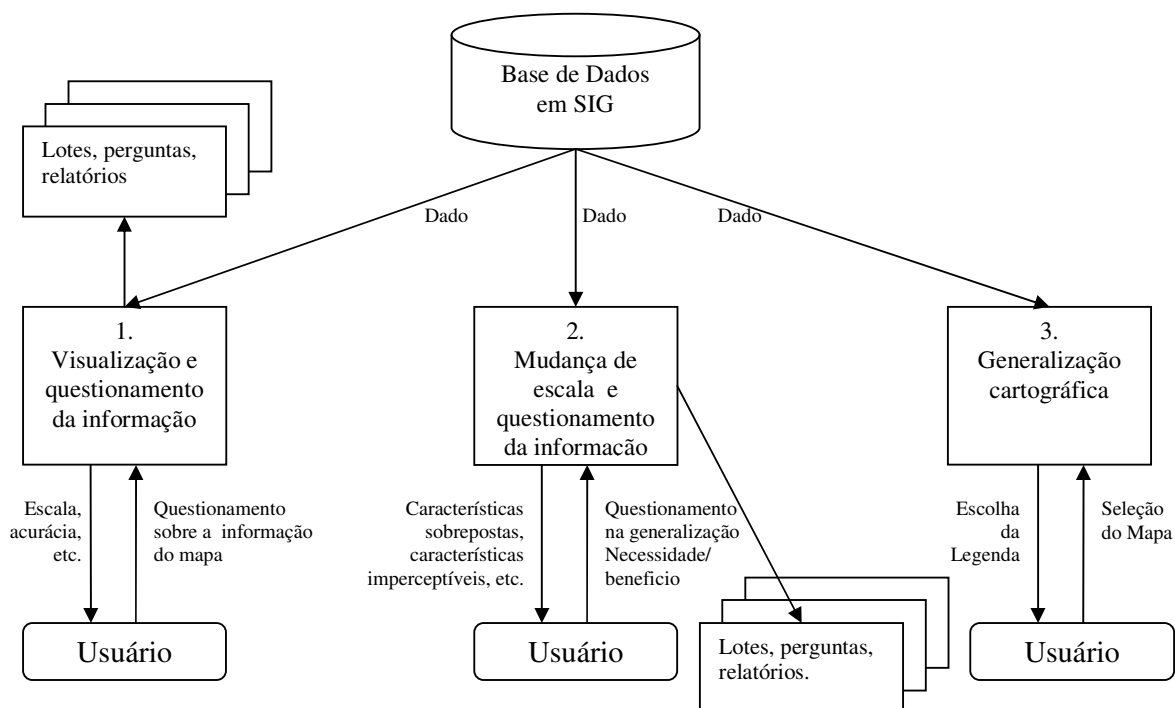 Base de Dados
em SIG
Lotes, perguntas,
relatórios
Dado
Dado
Dado
1.
Visualização e
questionamento
da informação
2.
Mudança de
escala e
questionamento
da informacão
3.
Generalização
cartográfica
Escala,
acurácia,
etc.
Questionamento
sobre a informação
do mapa
Características
sobrepostas,
características
imperceptíveis, etc.
Questionamento
na generalização
Necessidade/
beneficio
Escolha
da
Legenda
Seleção
do Mapa
Usuário
Usuário
Lotes, perguntas,
relatórios.
Usuário